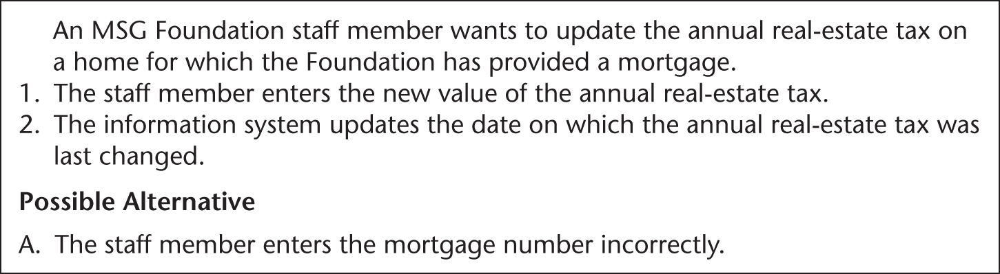 An MSG Foundation staff member wants to update the annual real-estate tax on
a home for which the Foundation has provided a mortgage.
1. The staff member enters the new value of the annual real-estate tax.
2. The information system updates the date on which the annual real-estate tax was
last changed.
Possible Alternative
A. The staff member enters the mortgage number incorrectly.